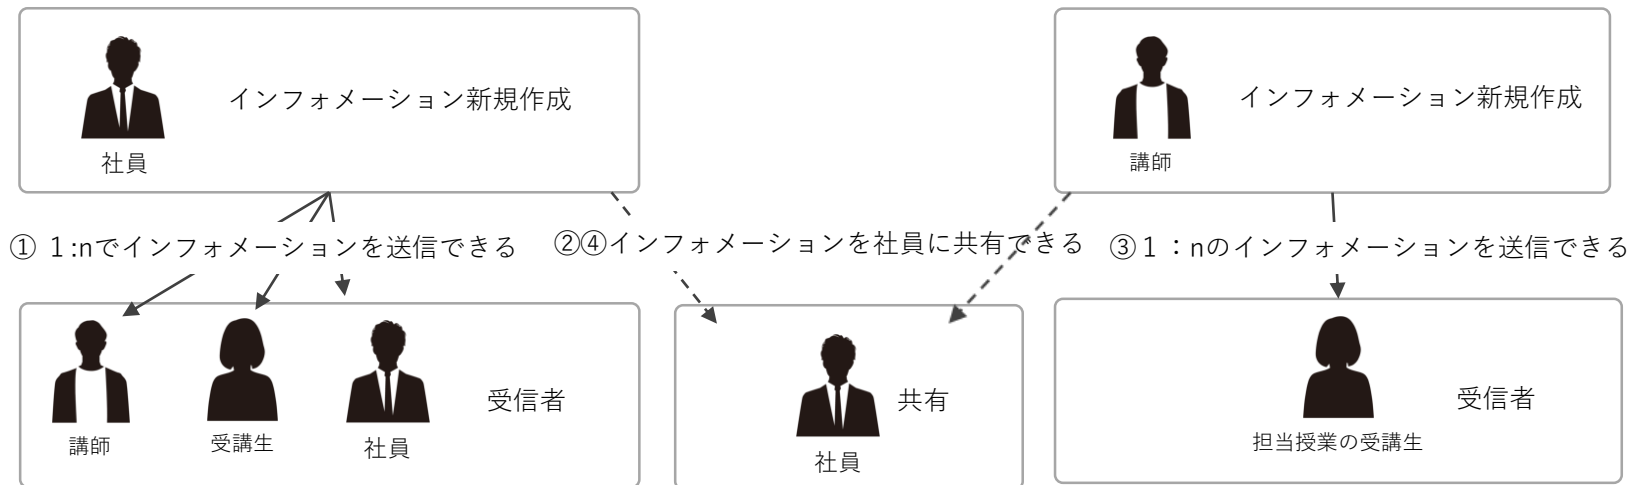 インフォメーション新規作成
社員
インフォメーション新規作成
講師
① １:nでインフォメーションを送信できる
②④インフォメーションを社員に共有できる
③１：nのインフォメーションを送信できる
講師
受講生
社員
受信者
社員
共有
担当授業の受講生
受信者